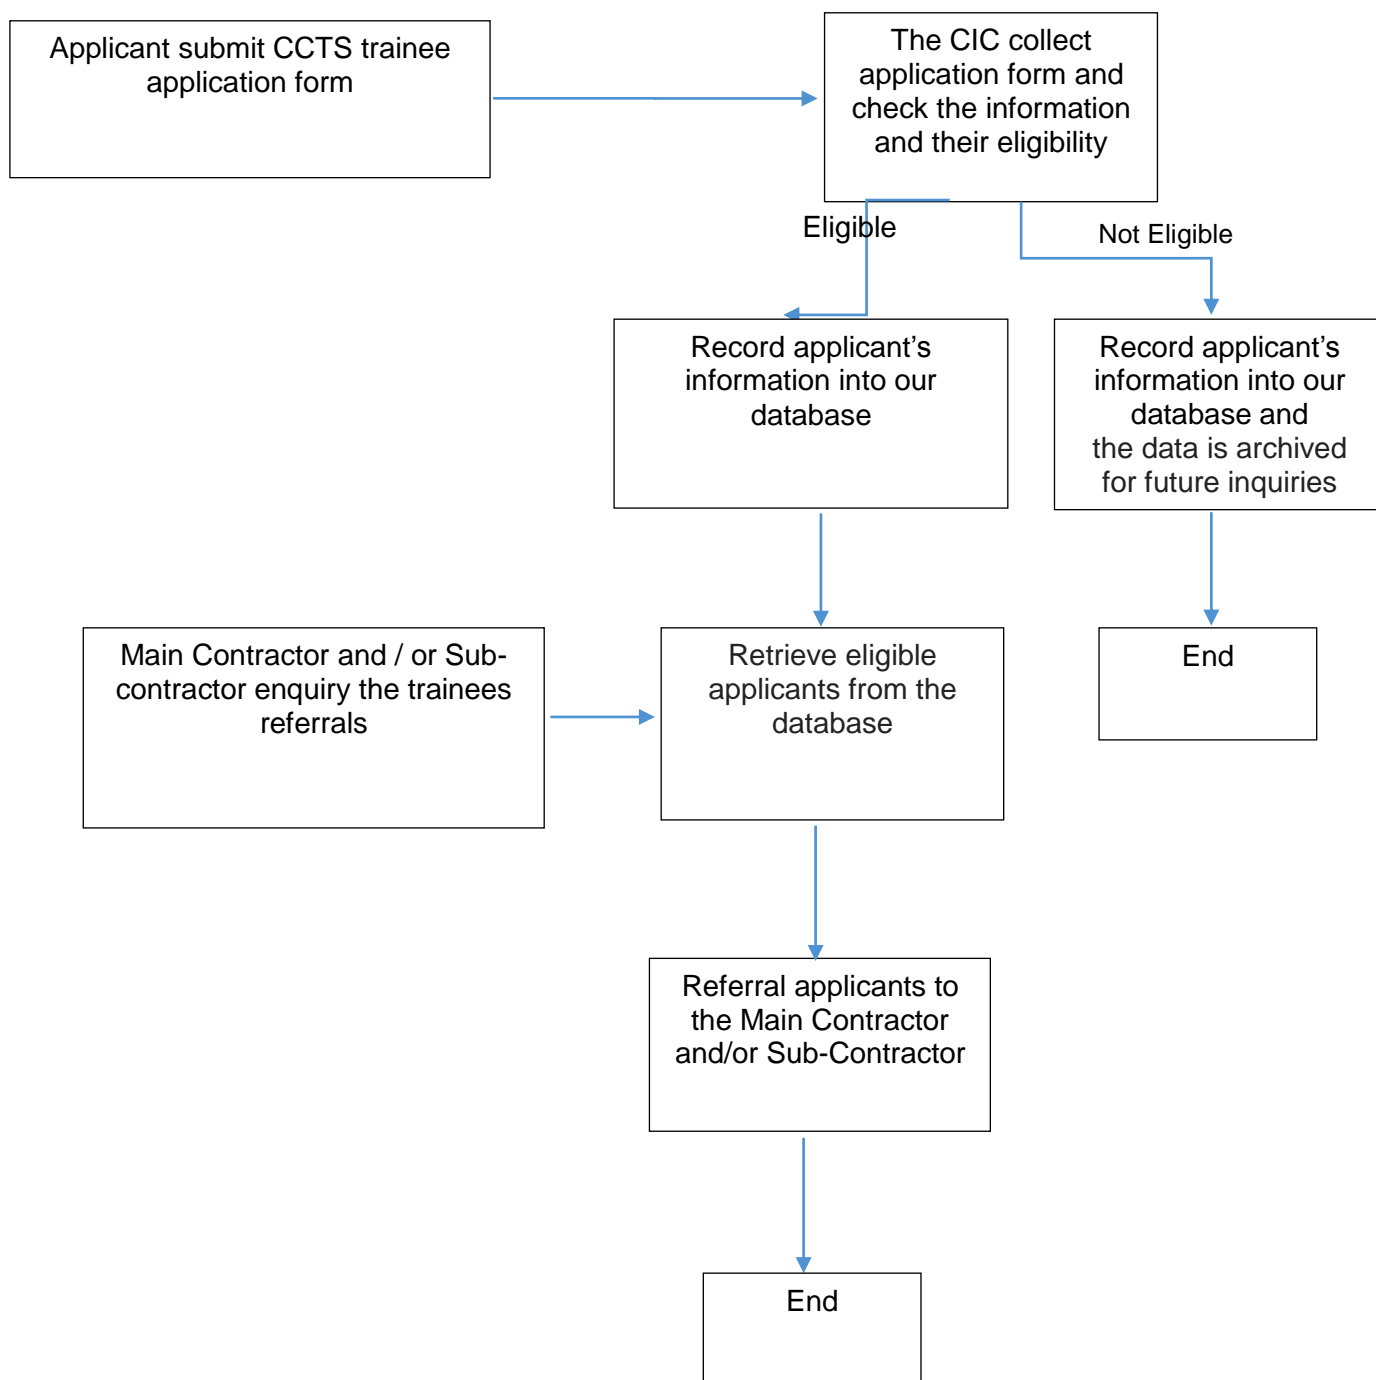 Applicant submit CCTS trainee
application form
The CIC collect
application form and
check the information
and their eligibility
Eligible
Not Eligible
Record applicant’s
information into our
database
Record applicant’s
information into our
database and
the data is archived
for future inquiries
Main Contractor and / or Sub-
contractor enquiry the trainees
referrals
Retrieve eligible
applicants from the
database
End
Referral applicants to
the Main Contractor
and/or Sub-Contractor
End